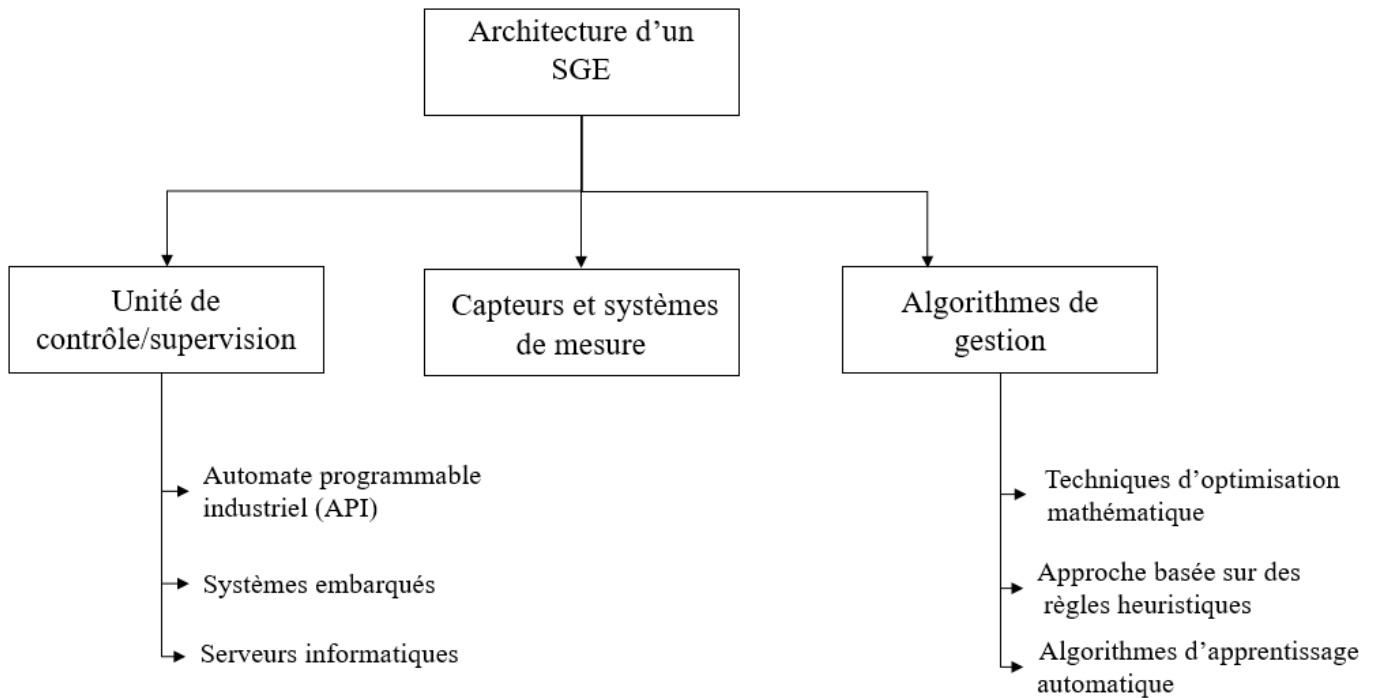 Architecture d’un
SGE
Unité de
contrôle/supervision
Capteurs et systèmes
de mesure
Algorithmes de
gestion
Automate programmable
industriel (API)
Systèmes embarqués
Serveurs informatiques
Techniques d’optimisation
mathématique
Approche basée sur des
règles heuristiques
Algorithmes d’apprentissage
automatique